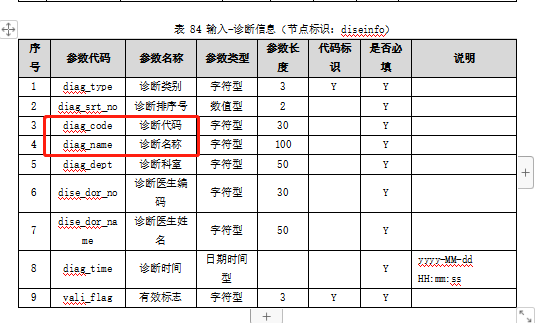 表 84 输入-诊断信息（节点标识：diseinfo）
序号 参数代码 参数名称 参数类型 参数长度 代码标识 是否必填 说明
1 diag_type 诊断类别 字符型 3 Y Y
2 diag_srt_no 诊断排序号 数值型 2 Y
3 diag_code 诊断代码 字符型 30 Y
4 diag_name 诊断名称 字符型 100 Y
5 diag_dept 诊断科室 字符型 50 Y
6 dise_dor_no 诊断医生编码 字符型 30 Y
7 dise_dor_name 诊断医生姓名 字符型 50 Y
8 diag_time 诊断时间 日期时间型 Y yyyy-MM-dd HH:mm:ss
9 vali_flag 有效标志 字符型 3 Y Y